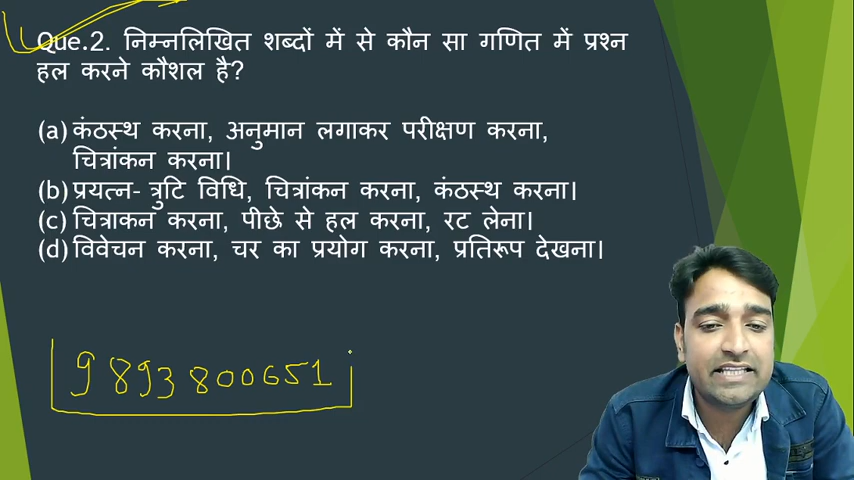 Que.2. निम्नलिखित शब्दों में से कौन सा गणित में प्रश्न
हल करने कौशल है?
(a) कंठस्थ करना, अनुमान लगाकर परीक्षण करना,
चित्रांकन करना।
(b) प्रयत्न- त्रुटि विधि, चित्रांकन करना, कंठस्थ करना।
(c) चित्राकन करना, पीछे से हल करना, रट लेना।
(d) विवेचन करना, चर का प्रयोग करना, प्रतिरूप देखना।
9893800651